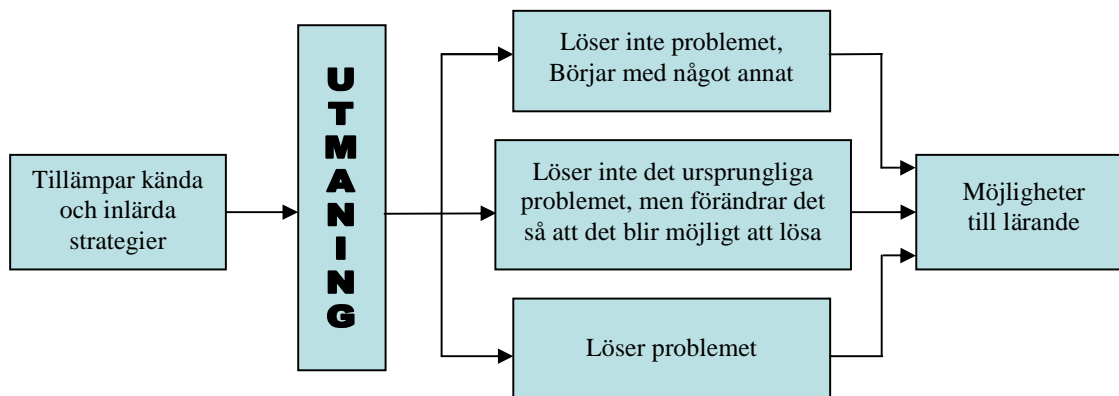 Tillämpar kända
och inlärda
strategier
UTMANING
Löser inte problemet,
Börjar med något annat
Löser inte det ursprungliga
problemet, men förändrar det
så att det blir möjligt att lösa
Löser problemet
Möjligheter
till lärande